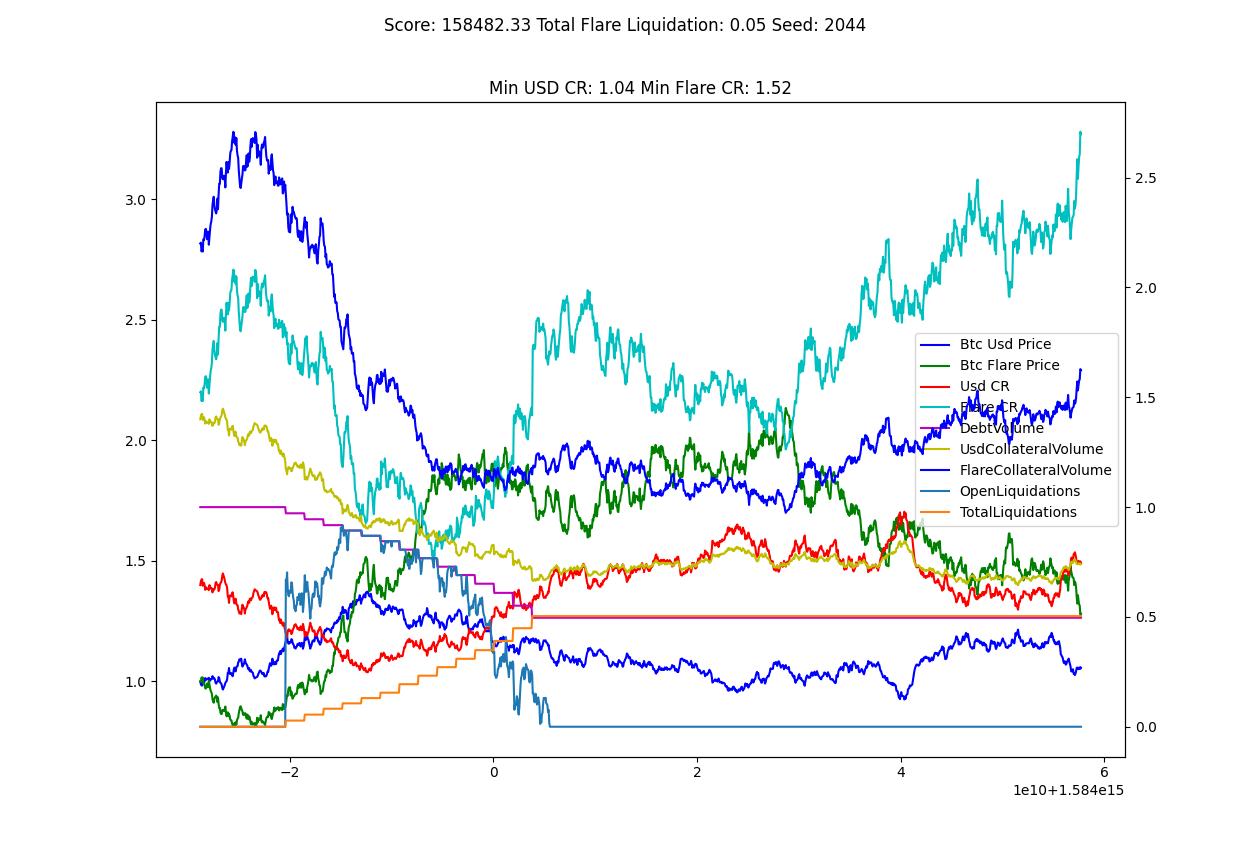 Score: 158482.33 Total Flare Liquidation: 0.05 Seed: 2044
Min USD CR: 1.04 Min Flare CR: 1.52
3.0
2.5
2.0
1.5
1.0
2.5
2.0
1.5
1.0
0.5
0.0
Btc Usd Price
Btc Flare Price
Usd CR
Flare CR
DebtVolume
UsdCollateralVolume
FlareCollateralVolume
OpenLiquidations
TotalLiquidations
−2
0
2
4
6
1e10+1.584e15